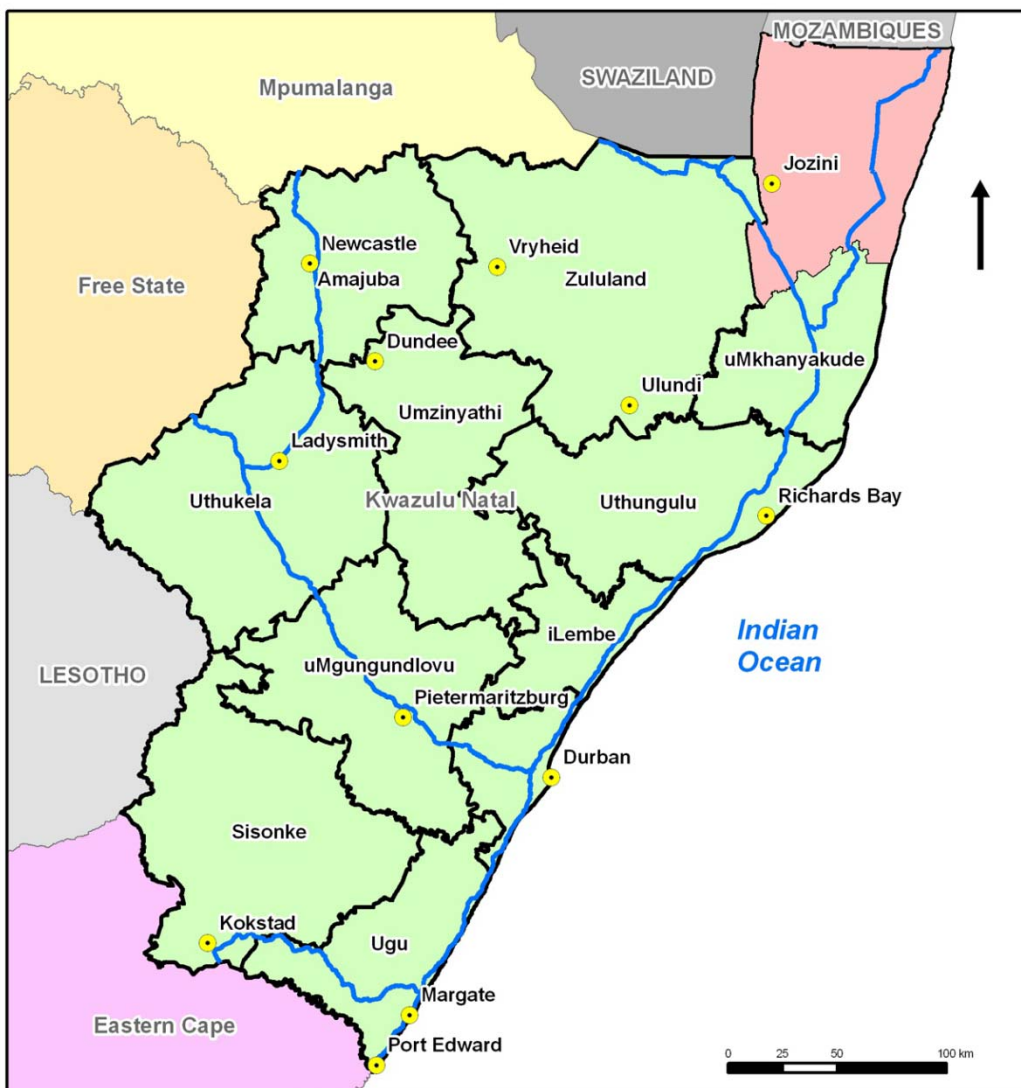 MOZAMBIQUES
SWAZILAND
Mpumalanga
Jozini
Newcastle
Vryheid
Amajuba
Zululand
Free State
Dundee
uMkhanyakude
Ulundi
Umzinyathi
Ladysmith
Uthukela
Kwazulu Natal
Uthungulu
Richards Bay
iLembe
Indian
Ocean
uMgungundlovu
LESOTHO
Pietermaritzburg
Durban
Sisonke
Kokstad
Ugu
Margate
Eastern Cape
Port Edward
0 25 50 100 km